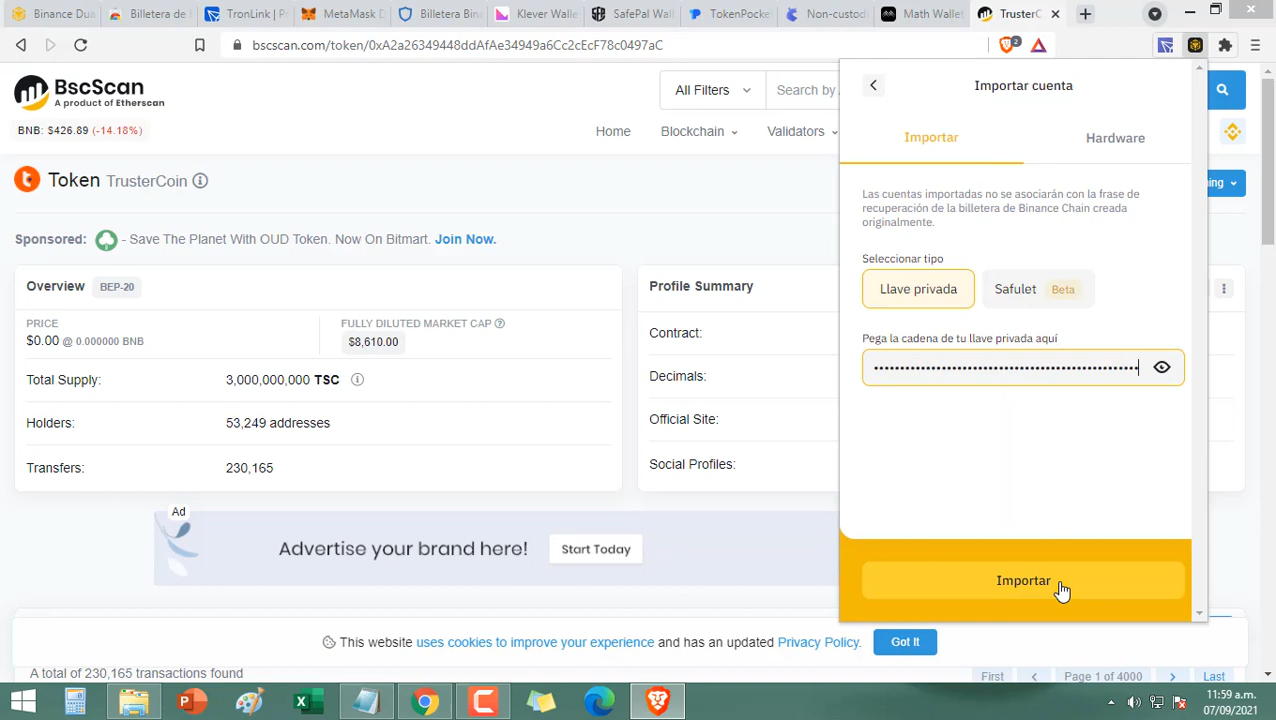 Binance Du
Billetera de
TronLink | P
MetaMask D
Billetera Bin
Klever Walle
SafePal Wall
TokenPocke
Non-custod
Math Wallet
TrusterC
bscscan.com/token/0xA2a26349448ddAfAe34949a6Cc2cEcF78c0497aC
2
BscScan
A product of Etherscan
BNB: $426.89 (-14.18%)
All Filters
Search by
Home
Blockchain
Validators
Token TrusterCoin
Sponsored: - Save The Planet With OUD Token. Now On Bitmart. Join Now.
Overview BEP-20
PRICE
$0.00 @ 0.000000 BNB
FULLY DILUTED MARKET CAP
$8,610.00
Total Supply: 3,000,000,000 TSC
Holders: 53,249 addresses
Transfers: 230,165
Profile Summary
Contract:
Decimals:
Official Site:
Social Profiles:
Ad
Advertise your brand here!
Start Today
This website uses cookies to improve your experience and has an updated Privacy Policy.
Got It
A total of 230,165 transactions found
First
Page 1 of 4000
Last
Importar cuenta
Importar
Hardware
Las cuentas importadas no se asociarán con la frase de
recuperación de la billetera de Binance Chain creada
originalmente.
Seleccionar tipo
Llave privada
Safulet Beta
Pega la cadena de tu llave privada aquí
Importar
ing
11:59 a.m.
07/09/2021